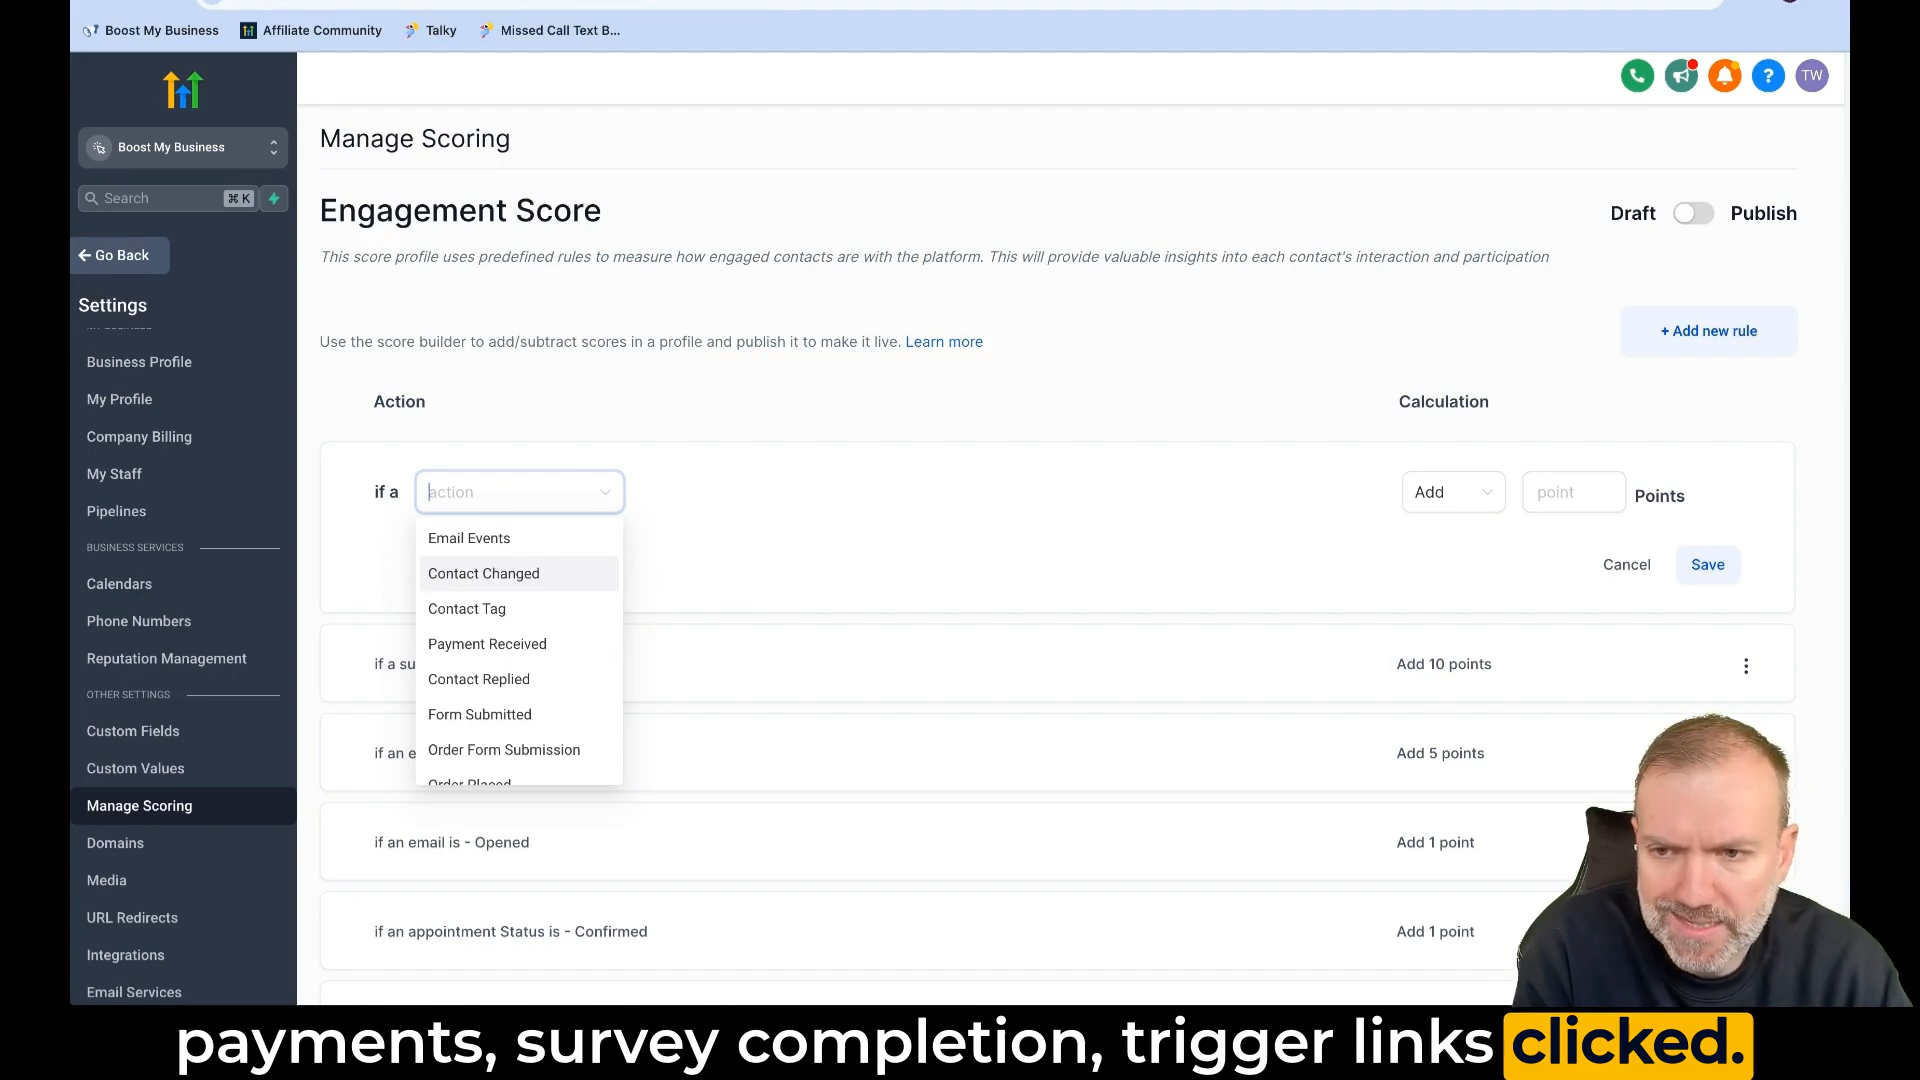 Boost My Business
Affiliate Community
Talky
Missed Call Text B...
TW
Boost My Business
Search
⌘ K
Go Back
Settings
Business Profile
My Profile
Company Billing
My Staff
Pipelines
BUSINESS SERVICES
Calendars
Phone Numbers
Reputation Management
OTHER SETTINGS
Custom Fields
Custom Values
Manage Scoring
Domains
Media
URL Redirects
Integrations
Email Services
Manage Scoring
Engagement Score
Draft
Publish
This score profile uses predefined rules to measure how engaged contacts are with the platform. This will provide valuable insights into each contact's interaction and participation
Use the score builder to add/subtract scores in a profile and publish it to make it live. Learn more
+ Add new rule
Action
Calculation
if a
action
Add
point
Points
Email Events
Contact Changed
Contact Tag
Payment Received
Contact Replied
Form Submitted
Order Form Submission
Order Placed
Cancel
Save
if a su
Add 10 points
if an e
Add 5 points
if an email is - Opened
Add 1 point
if an appointment Status is - Confirmed
Add 1 point
payments, survey completion, trigger links clicked.